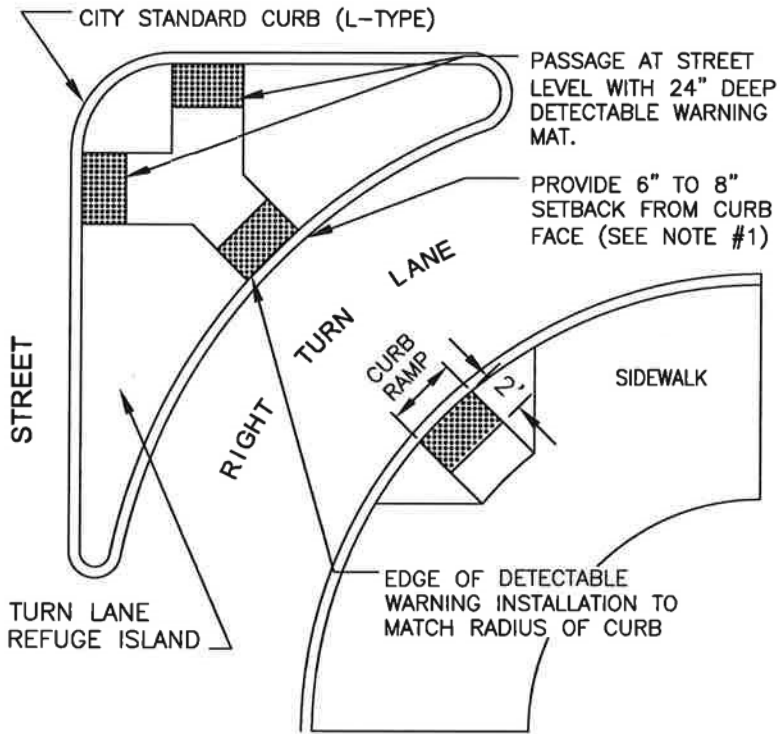 CITY STANDARD CURB (L-TYPE)
PASSAGE AT STREET
LEVEL WITH 24" DEEP
DETECTABLE WARNING
MAT.
PROVIDE 6" TO 8"
SETBACK FROM CURB
FACE (SEE NOTE #1)
STREET
RIGHT TURN LANE
CURB
RAMP
2'
SIDEWALK
EDGE OF DETECTABLE
WARNING INSTALLATION TO
MATCH RADIUS OF CURB
TURN LANE
REFUGE ISLAND